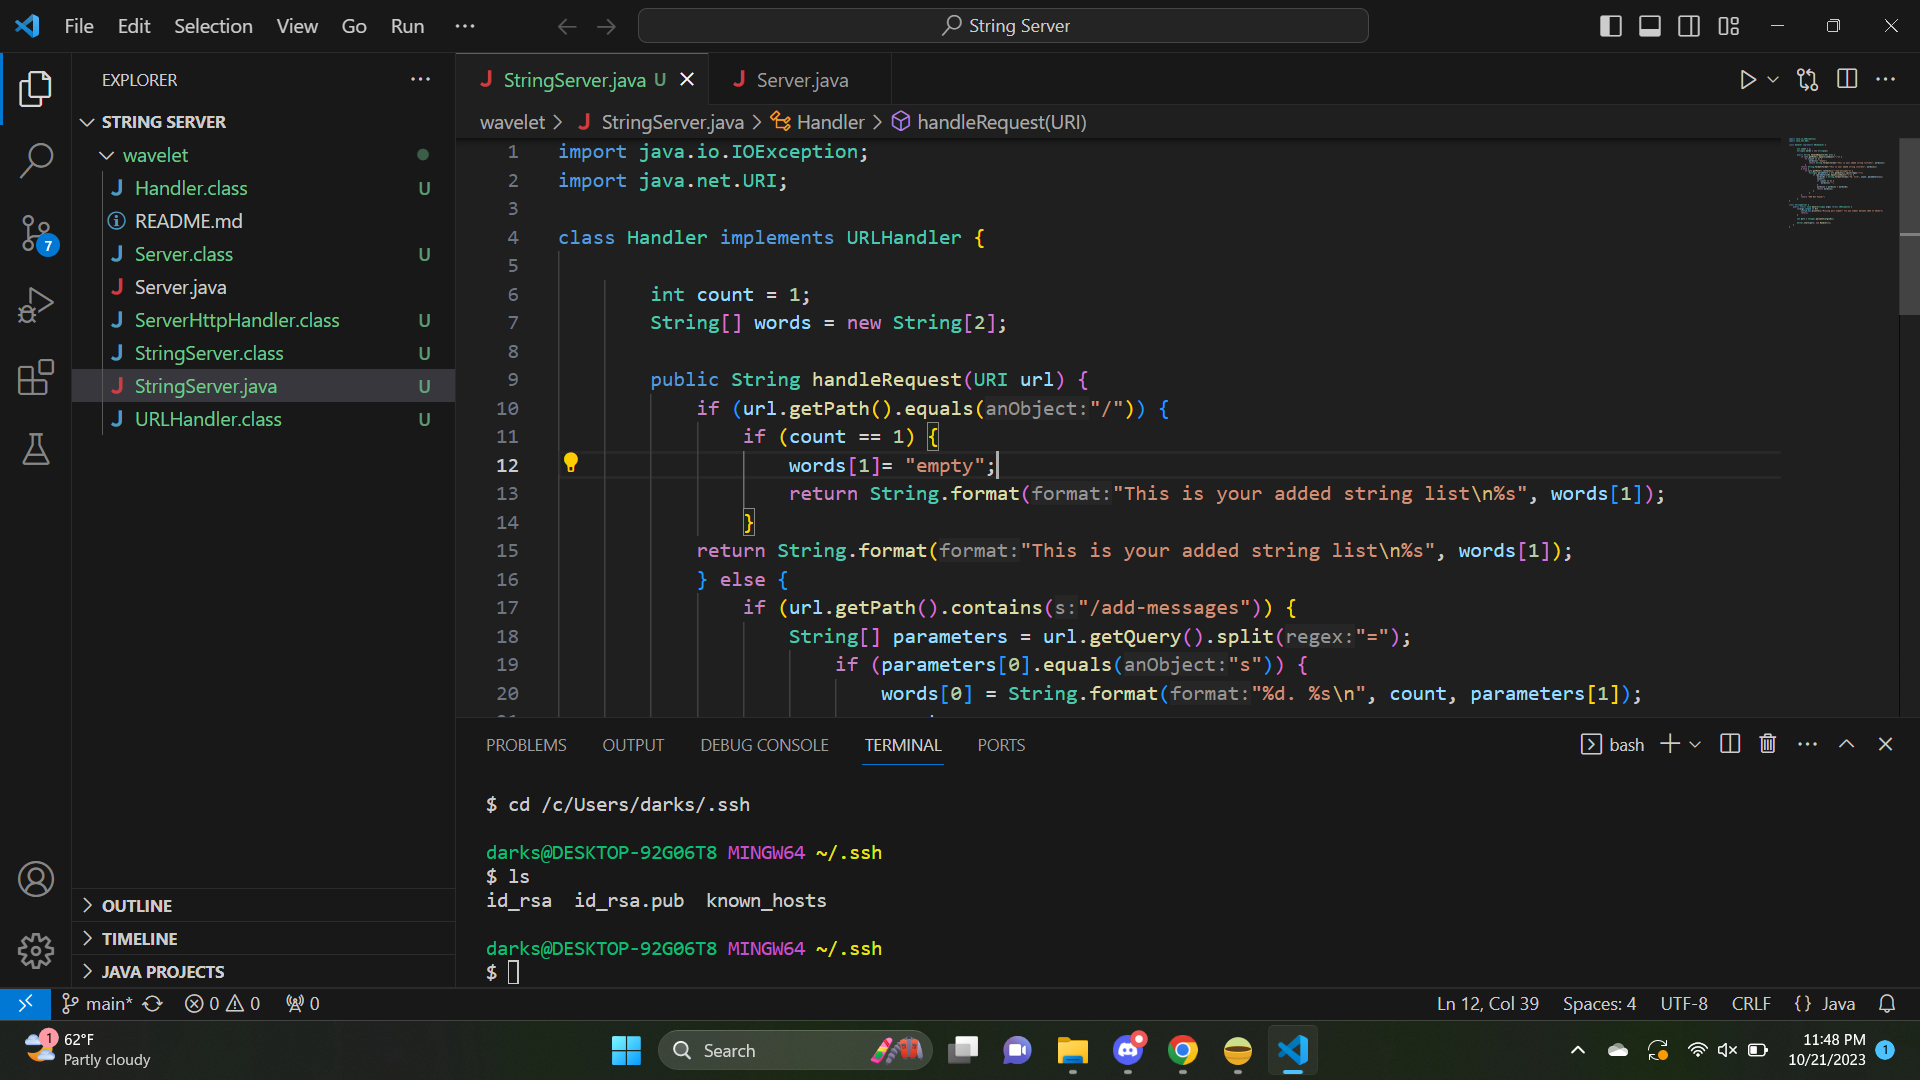 File Edit Selection View Go Run ··· String Server
EXPLORER
STRING SERVER
wavelet
Handler.class U
README.md
Server.class U
Server.java
ServerHttpHandler.class U
StringServer.class U
StringServer.java U
URLHandler.class U
7
OUTLINE
TIMELINE
JAVA PROJECTS
StringServer.java U
Server.java
wavelet > StringServer.java > Handler > handleRequest(URI)
1 import java.io.IOException;
2 import java.net.URI;
3
4 class Handler implements URLHandler {
5
6 int count = 1;
7 String[] words = new String[2];
8
9 public String handleRequest(URI url) {
10 if (url.getPath().equals(anObject:"/")) {
11 if (count == 1) {
12 words[1]= "empty";
13 return String.format(format:"This is your added string list\n%s", words[1]);
14 }
15 return String.format(format:"This is your added string list\n%s", words[1]);
16 } else {
17 if (url.getPath().contains(s:"/add-messages")) {
18 String[] parameters = url.getQuery().split(regex:"=");
19 if (parameters[0].equals(anObject:"s")) {
20 words[0] = String.format(format:"%d. %s\n", count, parameters[1]);
PROBLEMS OUTPUT DEBUG CONSOLE TERMINAL PORTS
bash
$ cd /c/Users/darks/.ssh
darks@DESKTOP-92G06T8 MINGW64 ~/.ssh
$ ls
id_rsa id_rsa.pub known_hosts
darks@DESKTOP-92G06T8 MINGW64 ~/.ssh
$
main* 0 0 0
Ln 12, Col 39 Spaces: 4 UTF-8 CRLF {} Java
1
62°F
Partly cloudy
Search
11:48 PM
10/21/2023
1